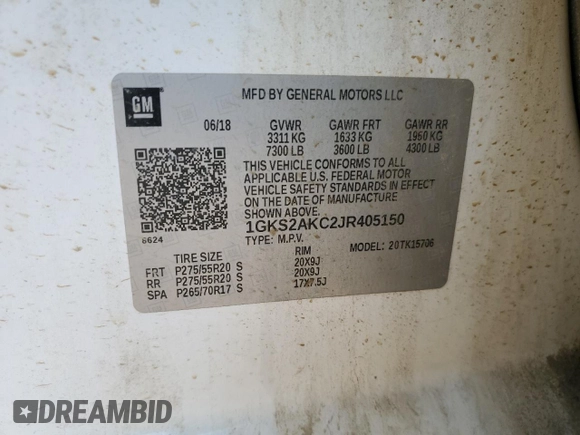 GM
MFD BY GENERAL MOTORS LLC
06/18 GVWR GAWR FRT GAWR RR
3311 KG 1633 KG 1950 KG
7300 LB 3600 LB 4300 LB
THIS VEHICLE CONFORMS TO ALL
APPLICABLE U.S. FEDERAL MOTOR
VEHICLE SAFETY STANDARDS IN EFFECT
ON THE DATE OF MANUFACTURE
SHOWN ABOVE.
1GKS2AKC2JR405150
6624 TYPE: M.P.V. MODEL: 20TK15706
TIRE SIZE RIM
FRT P275/55R20 S 20X9J
RR P275/55R20 S 20X9J
SPA P265/70R17 S 17X7.5J
DREAMBID